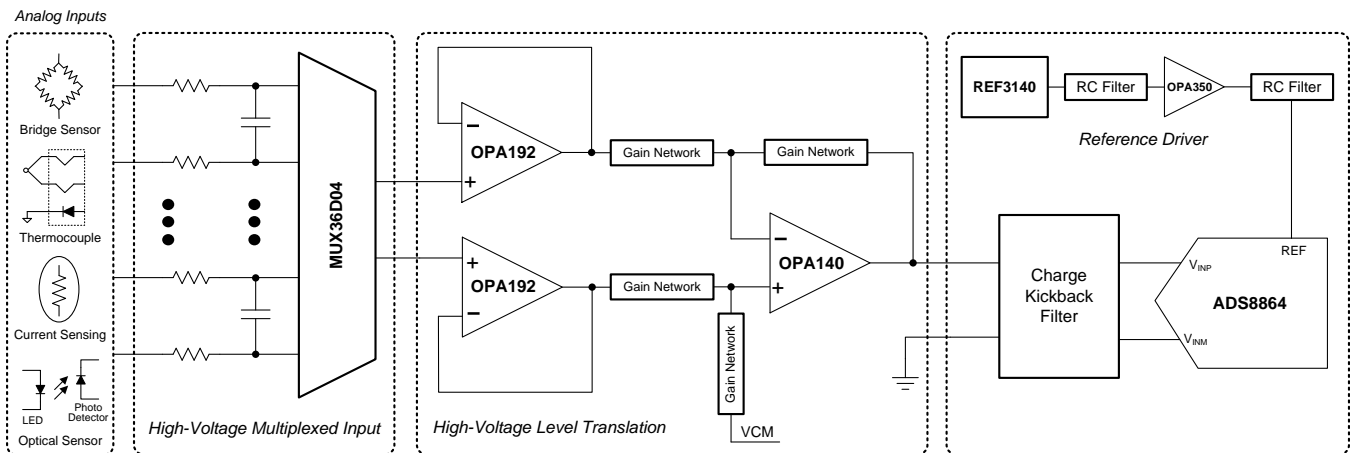 Analog Inputs
Bridge Sensor
Thermocouple
Current Sensing
LED
Photo
Detector
Optical Sensor
MUX36D04
High-Voltage Multiplexed Input
OPA192
OPA192
Gain Network
Gain Network
Gain Network
Gain Network
OPA140
VCM
High-Voltage Level Translation
REF3140
RC Filter
OPA350
RC Filter
Reference Driver
Charge
Kickback
Filter
VINP
VINM
REF
ADS8864